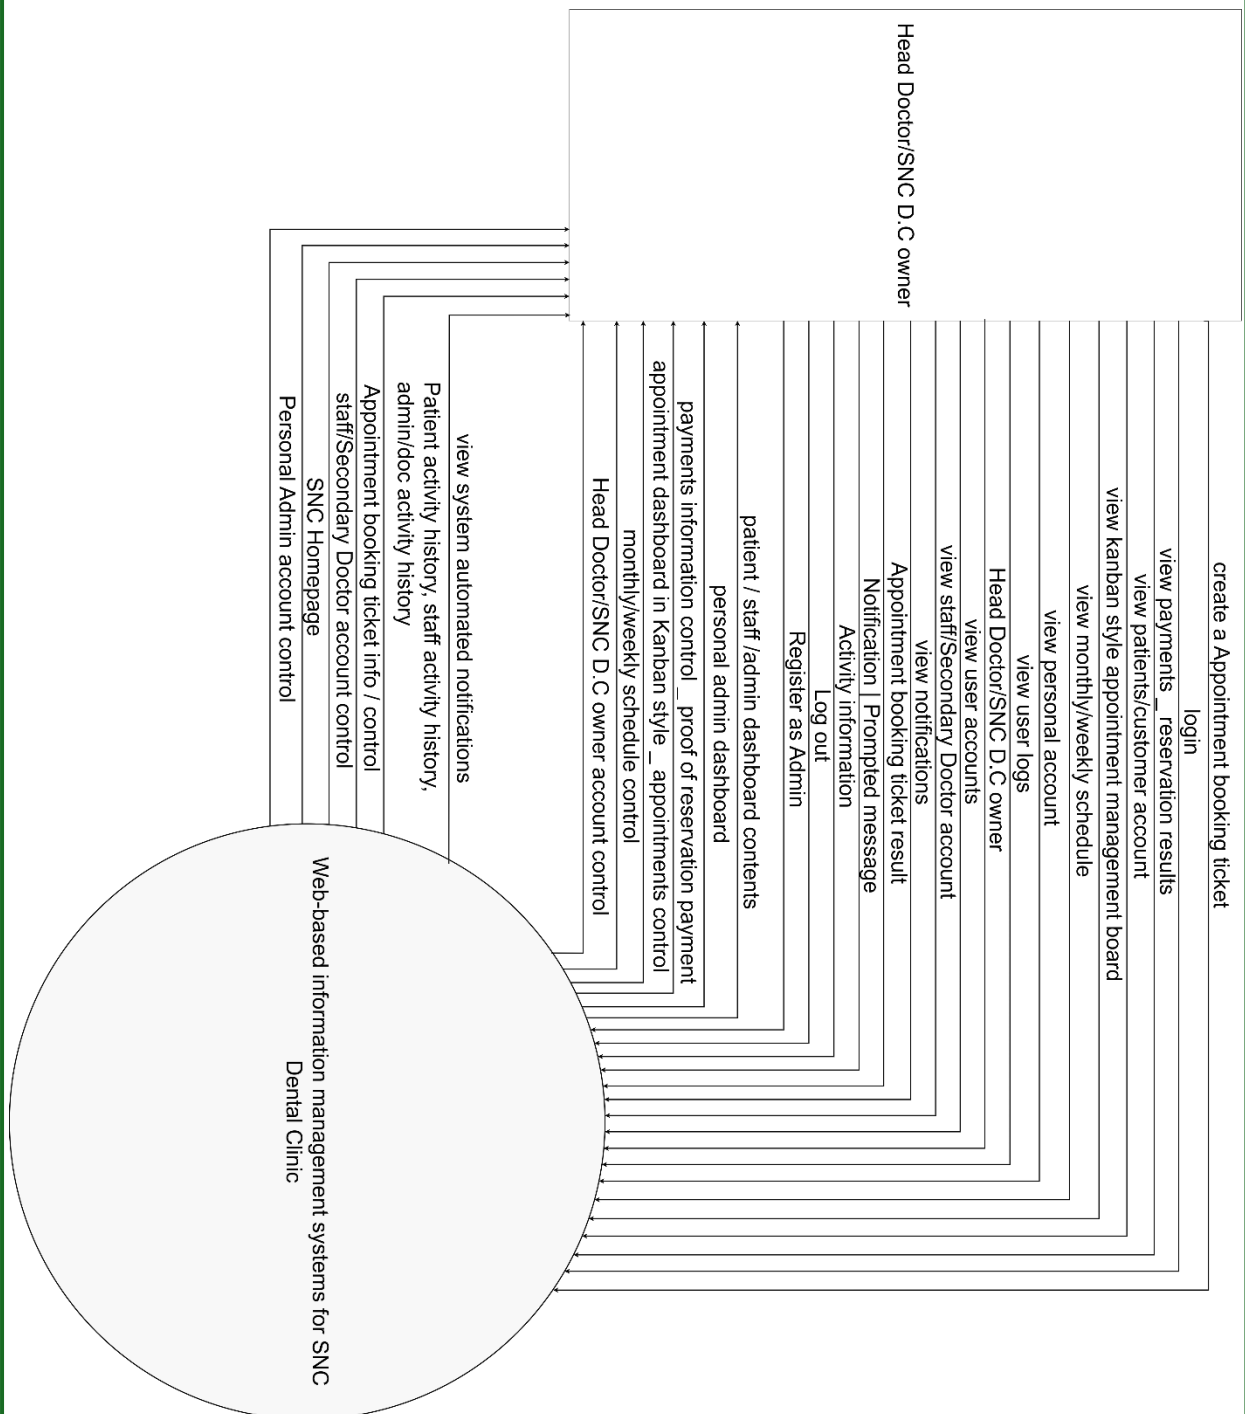 Head Doctor/SNC D.C owner
create a Appointment booking ticket
login
view payments _ reservation results
view patients/customer account
view kanban style appointment management board
view monthly/weekly schedule
view personal account
view user logs
Head Doctor/SNC D.C owner
view user accounts
view staff/Secondary Doctor account
view notifications
Appointment booking ticket result
Notification | Prompted message
Activity information
Log out
Register as Admin
patient / staff /admin dashboard contents
personal admin dashboard
payments information control _ proof of reservation payment
appointment dashboard in Kanban style _ appointments control
monthly/weekly schedule control
Head Doctor/SNC D.C owner account control
view system automated notifications
Patient activity history, staff activity history,
admin/doc activity history
Appointment booking ticket info / control
staff/Secondary Doctor account control
SNC Homepage
Personal Admin account control
Web-based information management systems for SNC
Dental Clinic